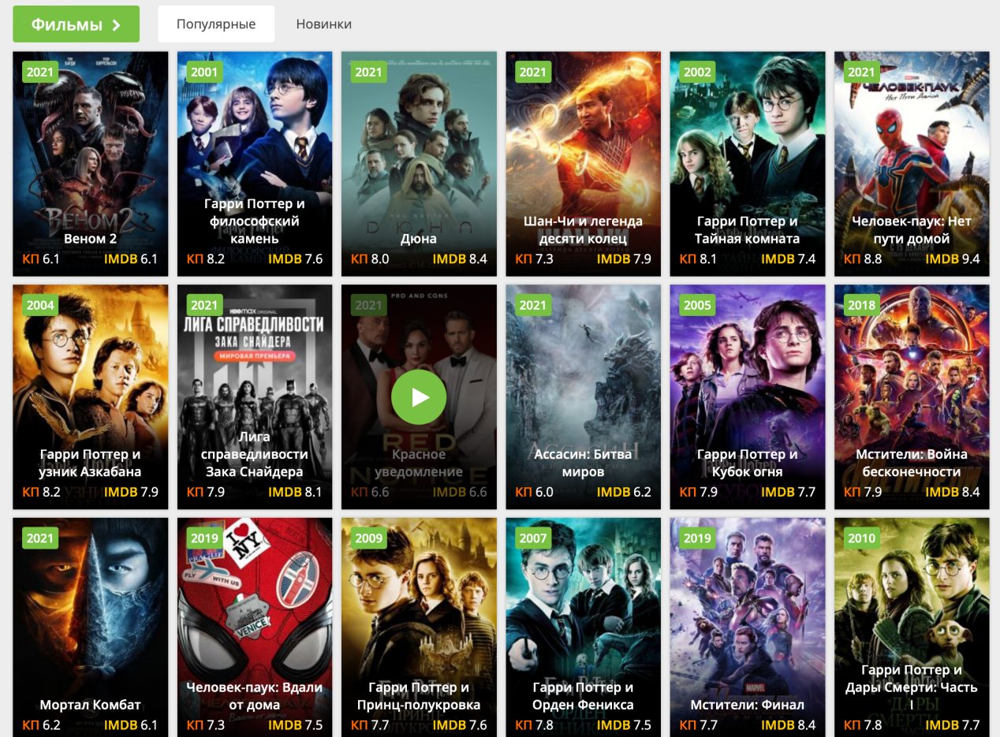 Фильмы
Популярные
Новинки
2021
ТОМ ХАРДИ
ВУДИ ХАРРЕЛЬСОН
ВЕНОМ 2
Веном 2
КП 6.1
IMDB 6.1
2001
Гарри Поттер и
философский
камень
КП 8.2
IMDB 7.6
2021
ДЮНА
Дюна
КП 8.0
IMDB 8.4
2021
Шан-Чи и легенда
десяти колец
КП 7.3
IMDB 7.9
2002
Гарри Поттер и
Тайная комната
КП 8.1
IMDB 7.4
2021
ЧЕЛОВЕК-ПАУК
Нет Пути Домой
Человек-паук: Нет
пути домой
КП 8.8
IMDB 9.4
2004
Гарри Поттер и
узник Азкабана
КП 8.2
IMDB 7.9
2021
HBOMAX ORIGINAL
ЛИГА СПРАВЕДЛИВОСТИ
ЗАКА СНАЙДЕРА
МИРОВАЯ ПРЕМЬЕРА
Лига
справедливости
Зака Снайдера
КП 7.9
IMDB 8.1
2021
PRO AND CONS
RED
NOTICE
Красное
уведомление
КП 6.6
IMDB 6.6
2021
АССАСИН
Ассасин: Битва
миров
КП 6.0
IMDB 6.2
2005
Гарри Поттер и
Кубок огня
КП 7.9
IMDB 7.7
2018
Мстители: Война
бесконечности
КП 7.9
IMDB 8.4
2021
Мортал Комбат
КП 6.2
IMDB 6.1
2019
I NY
PRAGUE
FLY WITH US
VENICE
Человек-паук: Вдали
от дома
КП 7.3
IMDB 7.5
2009
Гарри Поттер и
Принц-полукровка
КП 7.7
IMDB 7.6
2007
Гарри Поттер и
Орден Феникса
КП 7.8
IMDB 7.5
2019
MARVEL
Мстители: Финал
КП 7.7
IMDB 8.4
2010
Гарри Поттер и
Дары Смерти: Часть
I
КП 7.8
IMDB 7.7